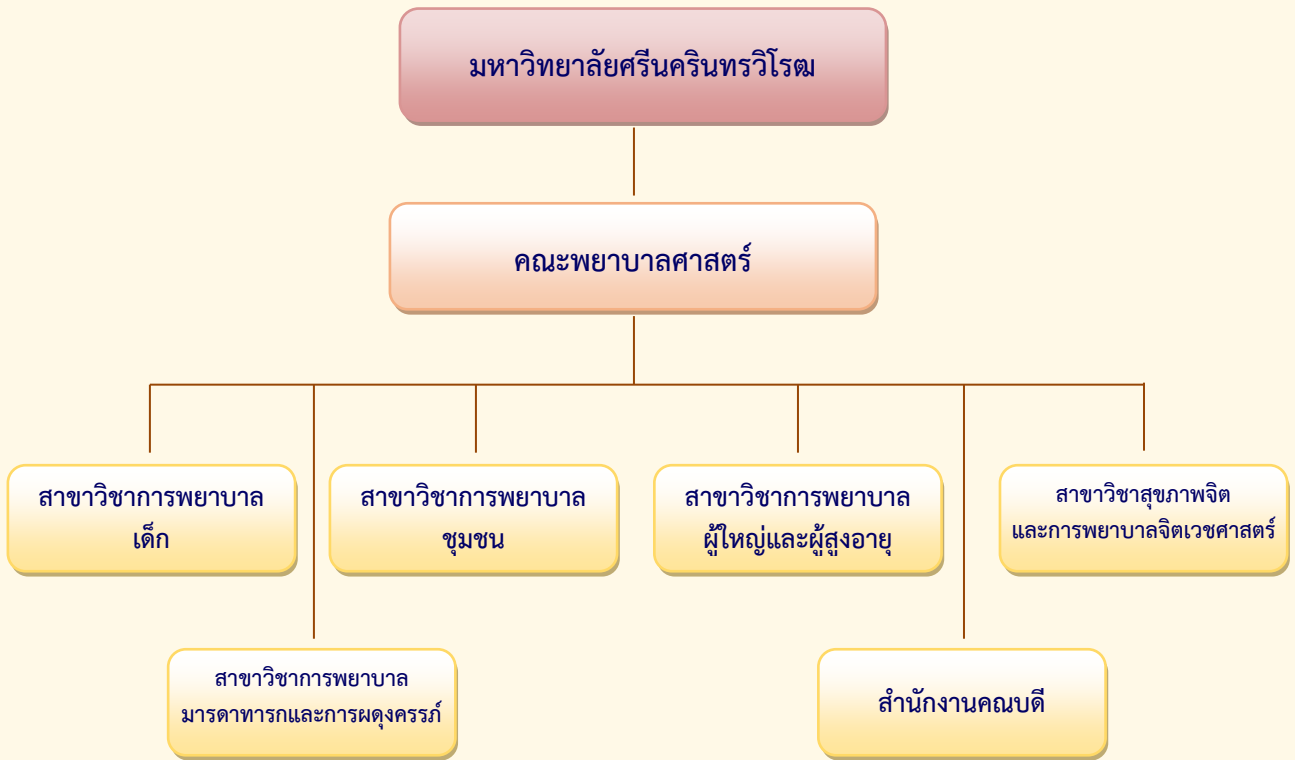 มหาวิทยาลัยศรีนครินทรวิโรฒ
คณะพยาบาลศาสตร์
สาขาวิชาการพยาบาล
เด็ก
สาขาวิชาการพยาบาล
ชุมชน
สาขาวิชาการพยาบาล
ผู้ใหญ่และผู้สูงอายุ
สาขาวิชาสุขภาพจิต
และการพยาบาลจิตเวชศาสตร์
สาขาวิชาการพยาบาล
มารดาทารกและการผดุงครรภ์
สำนักงานคณบดี